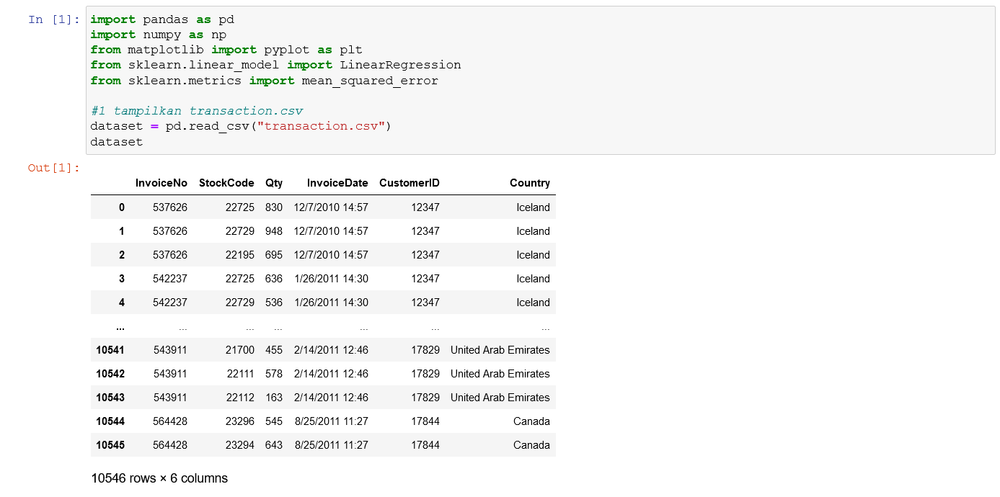 In [1]: import pandas as pd
import numpy as np
from matplotlib import pyplot as plt
from sklearn.linear_model import LinearRegression
from sklearn.metrics import mean_squared_error
#1 tampilkan transaction.csv
dataset = pd.read_csv("transaction.csv")
dataset
Out[1]:
InvoiceNo StockCode Qty InvoiceDate CustomerID Country
0 537626 22725 830 12/7/2010 14:57 12347 Iceland
1 537626 22729 948 12/7/2010 14:57 12347 Iceland
2 537626 22195 695 12/7/2010 14:57 12347 Iceland
3 542237 22725 636 1/26/2011 14:30 12347 Iceland
4 542237 22729 536 1/26/2011 14:30 12347 Iceland
... ... ... ... ... ... ...
10541 543911 21700 455 2/14/2011 12:46 17829 United Arab Emirates
10542 543911 22111 578 2/14/2011 12:46 17829 United Arab Emirates
10543 543911 22112 163 2/14/2011 12:46 17829 United Arab Emirates
10544 564428 23296 545 8/25/2011 11:27 17844 Canada
10545 564428 23294 643 8/25/2011 11:27 17844 Canada
10546 rows × 6 columns